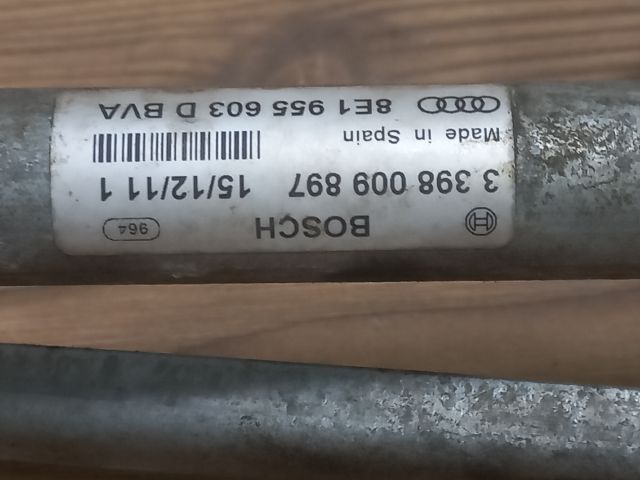 BOSCH 964
3 398 009 897 15/12/11 1
Made in Spain
8E1 955 603 D BVA